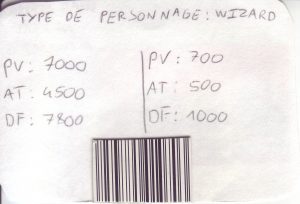 TYPE DE PERSONNAGE : WIZARD
PV : 7000
AT : 4500
DF : 7800
PV : 700
AT : 500
DF : 1000